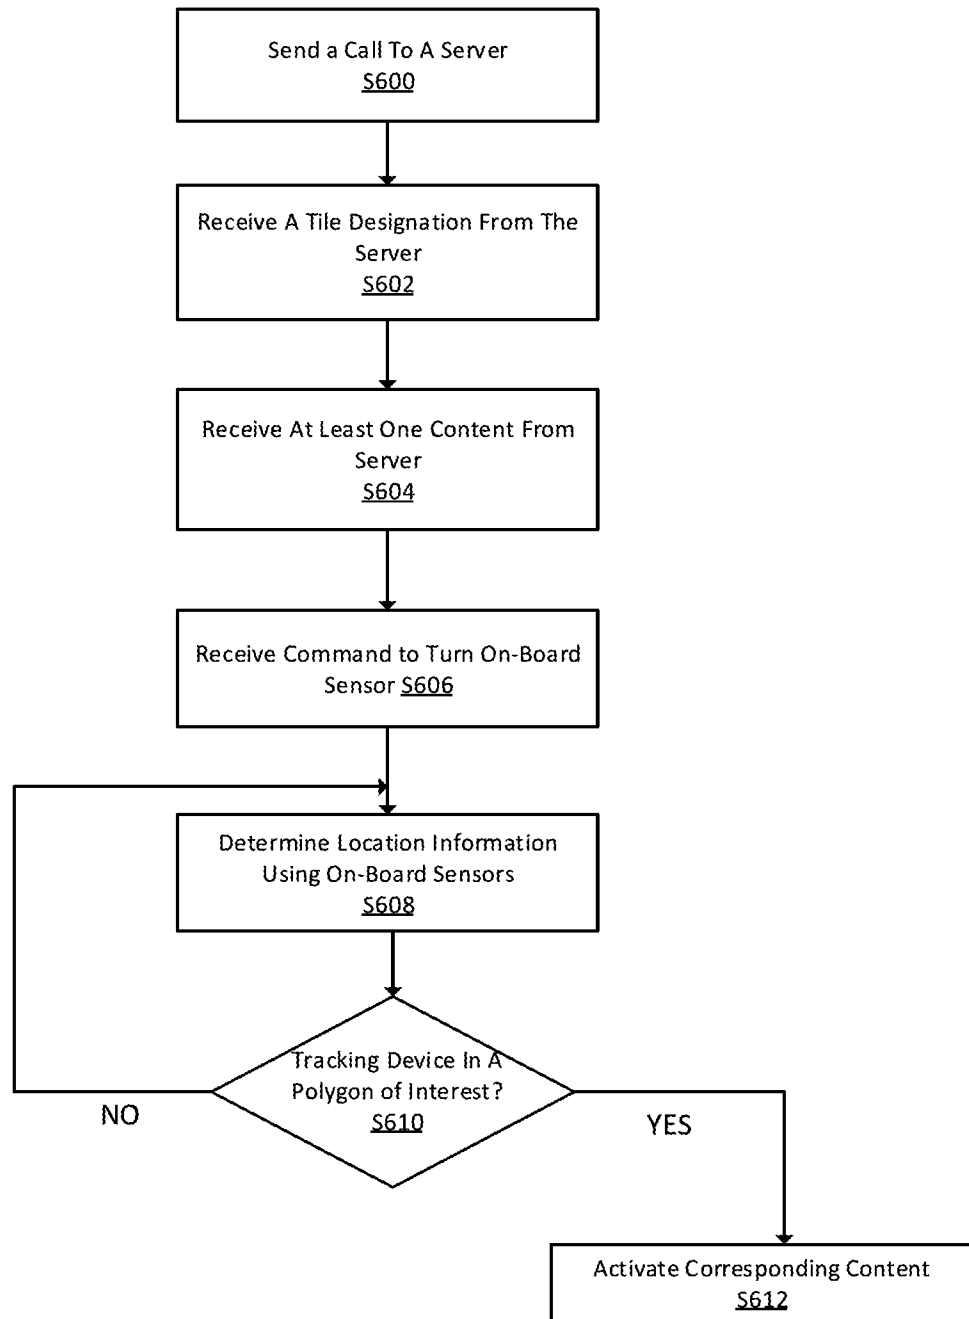 Send a Call To A Server
S600
Receive A Tile Designation From The
Server
S602
Receive At Least One Content From
Server
S604
Receive Command to Turn On-Board
Sensor S606
Determine Location Information
Using On-Board Sensors
S608
Tracking Device In A
Polygon of Interest?
S610
NO
YES
Activate Corresponding Content
S612